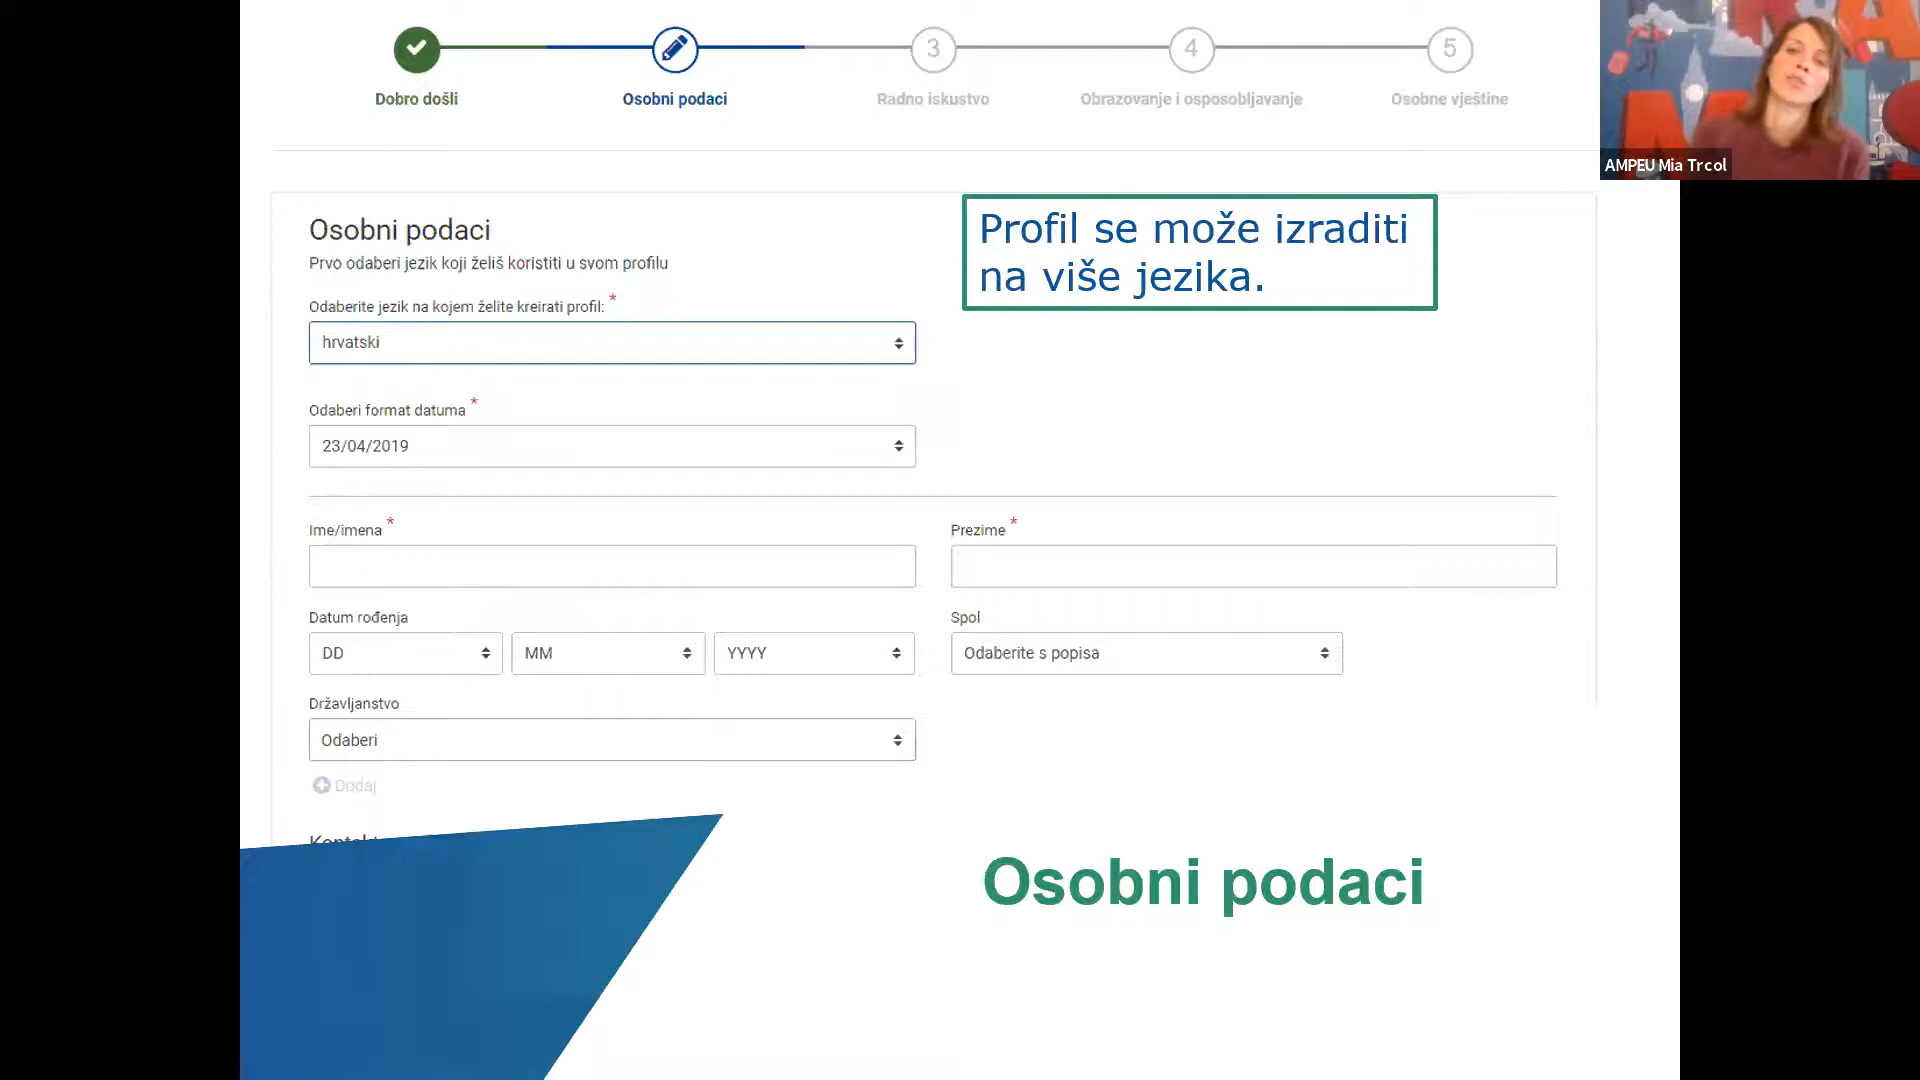 3
4
5
Dobro došli
Osobni podaci
Radno iskustvo
Obrazovanje i osposobljavanje
Osobne vještine
AMPEU Mia Trcol
Osobni podaci
Prvo odaberi jezik koji želiš koristiti u svom profilu
Profil se može izraditi
na više jezika.
Odaberite jezik na kojem želite kreirati profil: *
hrvatski
Odaberi format datuma *
23/04/2019
Ime/imena *
Prezime *
Datum rođenja
Spol
DD
MM
YYYY
Odaberite s popisa
Državljanstvo
Odaberi
Dodaj
Osobni podaci